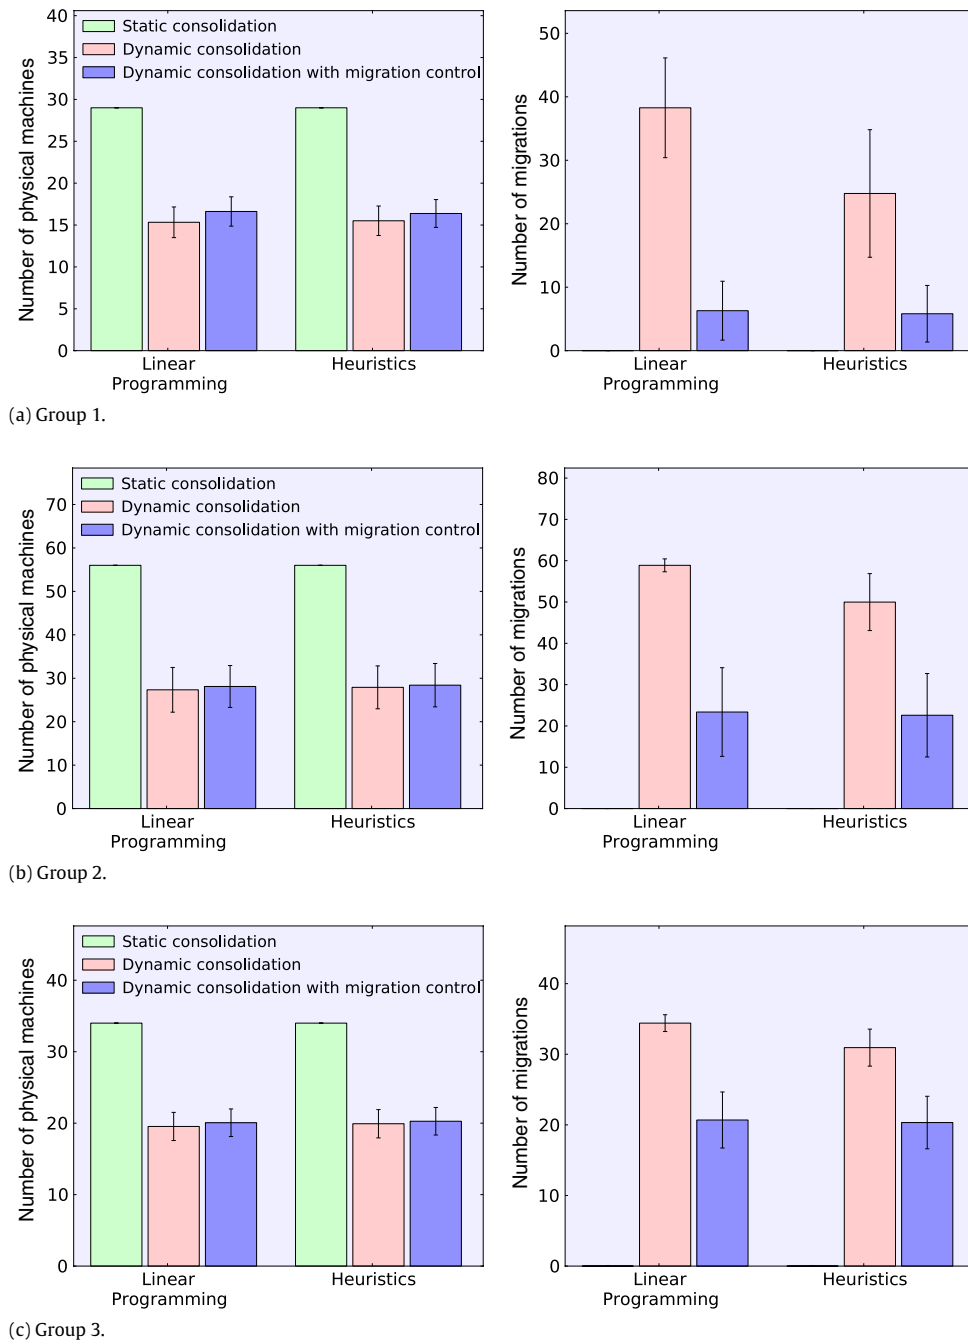 Number of physical machines
40
35
30
25
20
15
10
5
0
Static consolidation
Dynamic consolidation
Dynamic consolidation with migration control
Linear
Programming
Heuristics
Number of migrations
50
40
30
20
10
0
Linear
Programming
Heuristics
(a) Group 1.
Number of physical machines
70
60
50
40
30
20
10
0
Static consolidation
Dynamic consolidation
Dynamic consolidation with migration control
Linear
Programming
Heuristics
Number of migrations
80
70
60
50
40
30
20
10
0
Linear
Programming
Heuristics
(b) Group 2.
Number of physical machines
40
30
20
10
0
Static consolidation
Dynamic consolidation
Dynamic consolidation with migration control
Linear
Programming
Heuristics
Number of migrations
40
30
20
10
0
Linear
Programming
Heuristics
(c) Group 3.